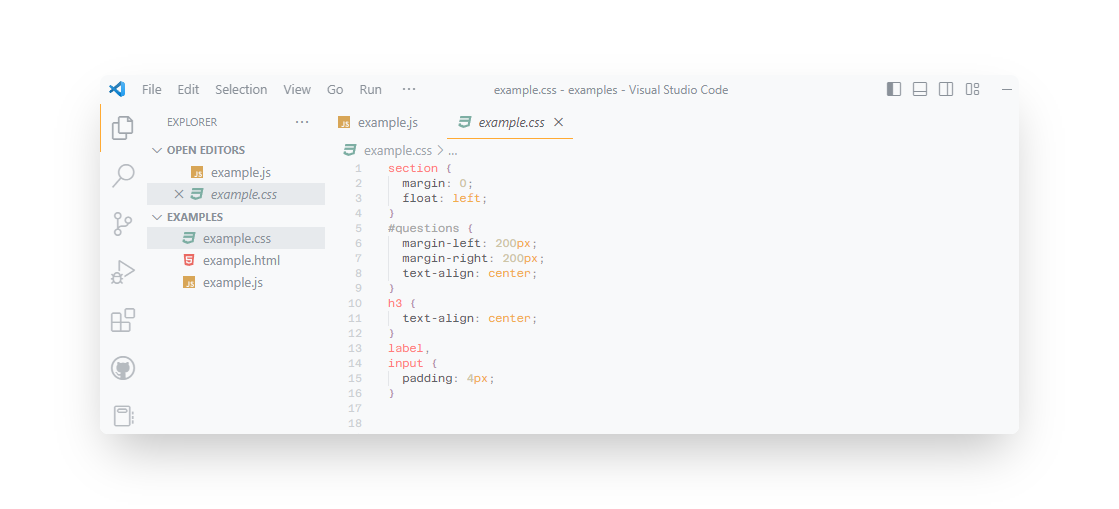 File Edit Selection View Go Run ···
example.css - examples - Visual Studio Code
EXPLORER ···
OPEN EDITORS
JS example.js
example.css
EXAMPLES
example.css
example.html
JS example.js
JS example.js
example.css
example.css > ...
1 section {
2 margin: 0;
3 float: left;
4 }
5 #questions {
6 margin-left: 200px;
7 margin-right: 200px;
8 text-align: center;
9 }
10 h3 {
11 text-align: center;
12 }
13 label,
14 input {
15 padding: 4px;
16 }
17
18